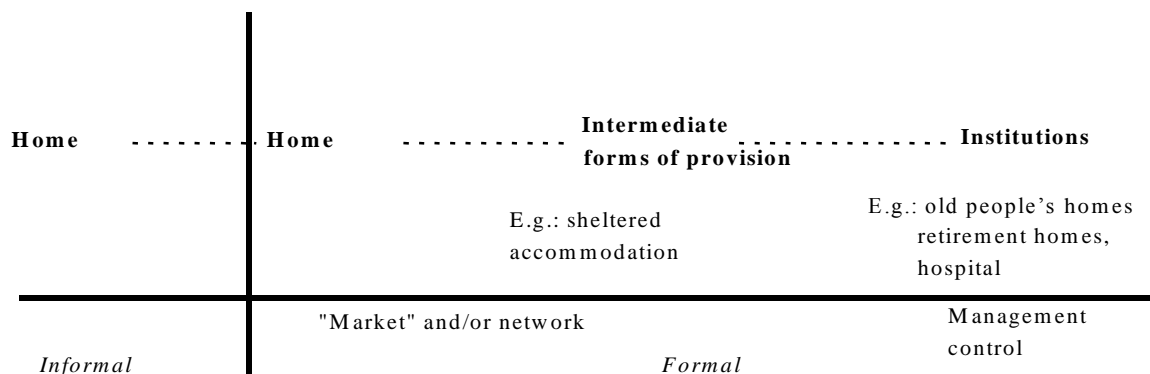 Home - - - - - - - - - - Home - - - - - - - - - - - - - Intermediate
forms of provision - - - - - - - - - - - - - - - - Institutions
E.g.: sheltered
accommodation
E.g.: old people’s homes
retirement homes,
hospital
"Market" and/or network
Management
control
Informal
Formal